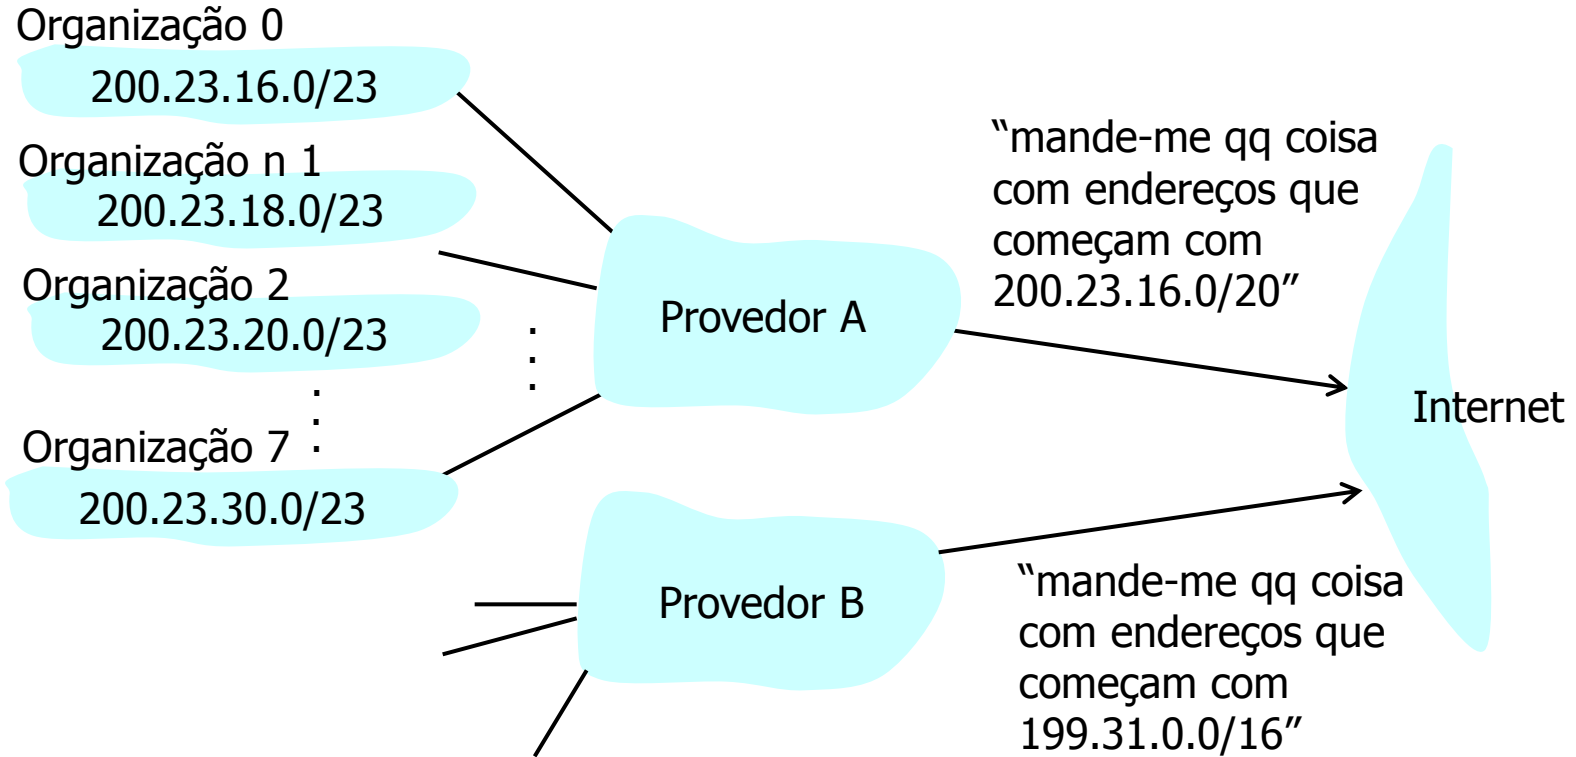 Organização 0
200.23.16.0/23
Organização n 1
200.23.18.0/23
Organização 2
200.23.20.0/23
.
.
.
Organização 7
200.23.30.0/23
.
.
.
Provedor A
Provedor B
“mande-me qq coisa
com endereços que
começam com
200.23.16.0/20”
Internet
“mande-me qq coisa
com endereços que
começam com
199.31.0.0/16”